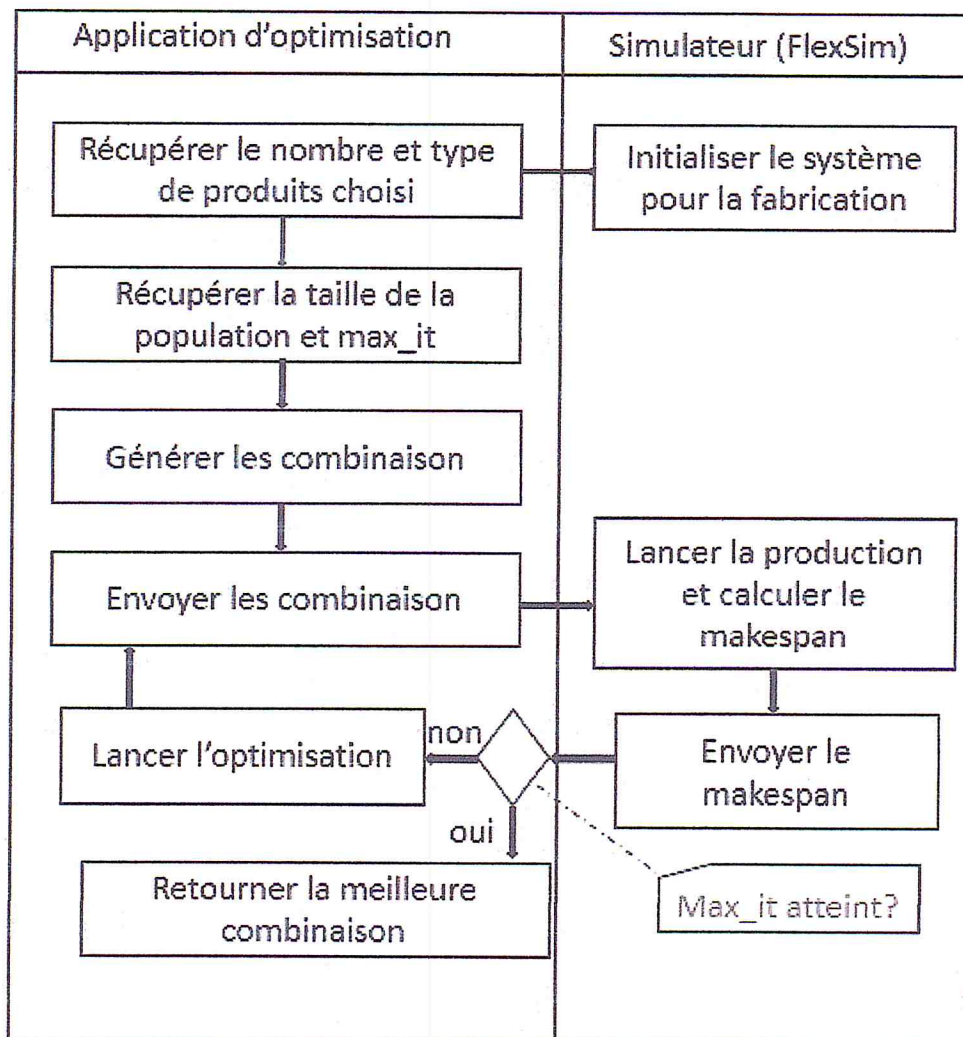 Application d'optimisation
Simulateur (FlexSim)
Récupérer le nombre et type
de produits choisi
Initialiser le système
pour la fabrication
Récupérer la taille de la
population et max_it
Générer les combinaison
Envoyer les combinaison
Lancer la production
et calculer le
makespan
Lancer l'optimisation
non
Envoyer le
makespan
oui
Retourner la meilleure
combinaison
Max_it atteint?